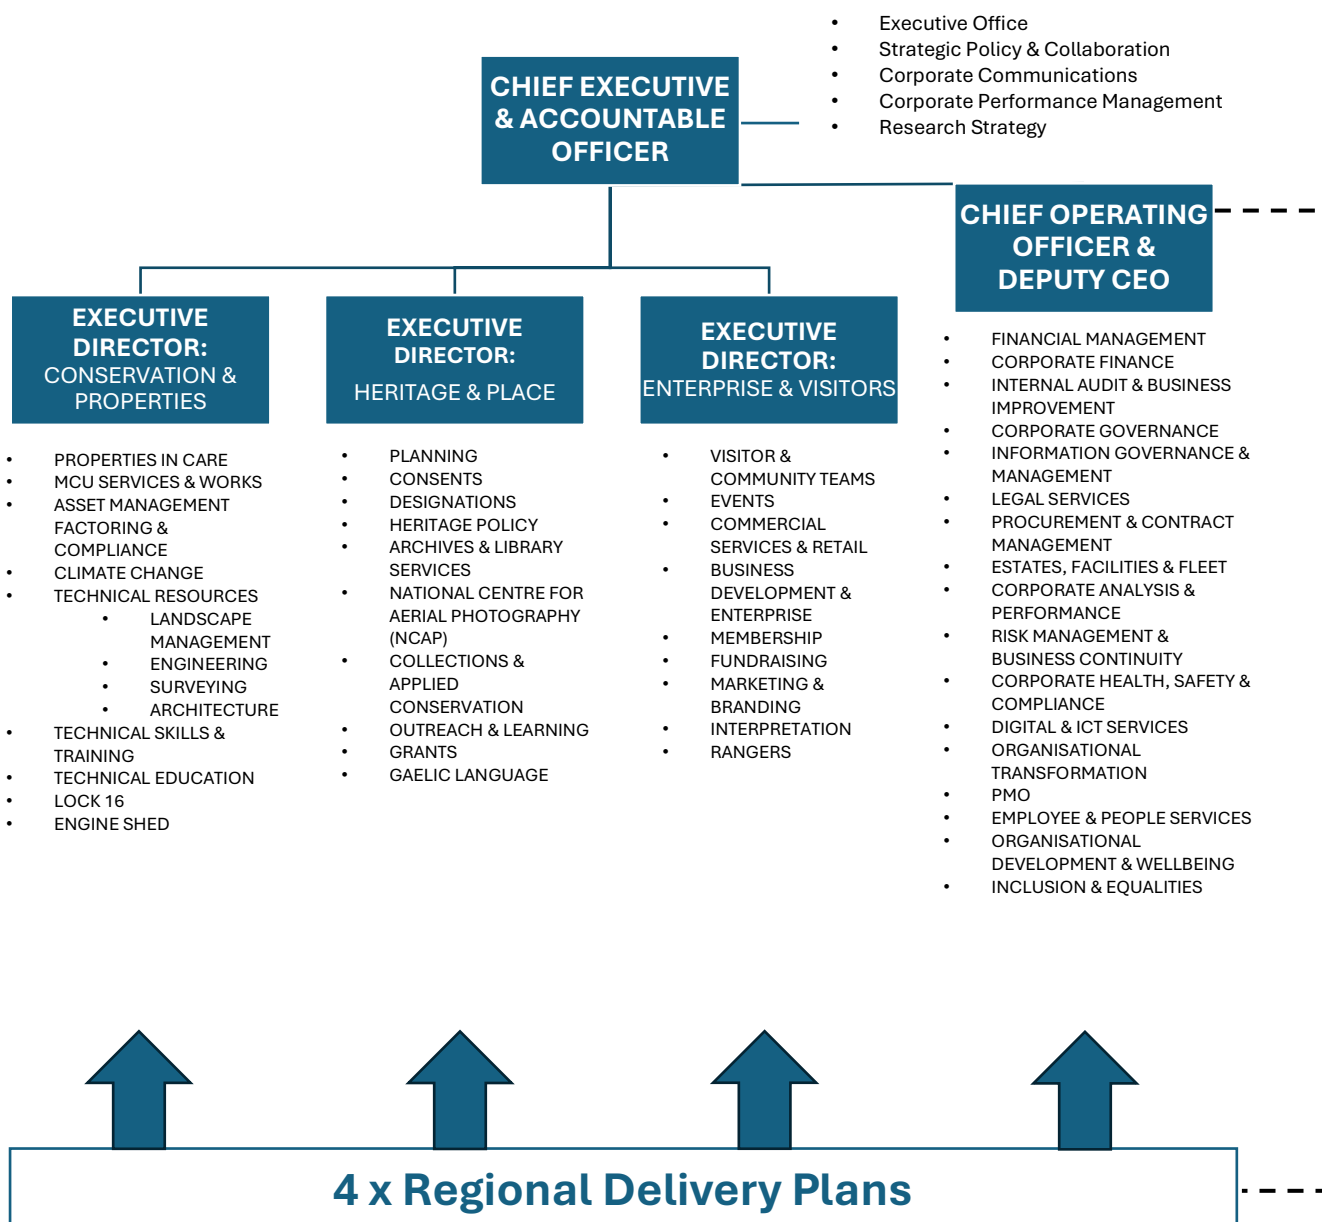 • Executive Office
• Strategic Policy & Collaboration
• Corporate Communications
• Corporate Performance Management
• Research Strategy
CHIEF EXECUTIVE
& ACCOUNTABLE
OFFICER
CHIEF OPERATING
OFFICER &
DEPUTY CEO
EXECUTIVE
DIRECTOR:
CONSERVATION &
PROPERTIES
EXECUTIVE
DIRECTOR:
HERITAGE & PLACE
EXECUTIVE
DIRECTOR:
ENTERPRISE & VISITORS
• PROPERTIES IN CARE
• MCU SERVICES & WORKS
• ASSET MANAGEMENT
FACTORING &
COMPLIANCE
• CLIMATE CHANGE
• TECHNICAL RESOURCES
• LANDSCAPE
MANAGEMENT
• ENGINEERING
• SURVEYING
• ARCHITECTURE
• TECHNICAL SKILLS &
TRAINING
• TECHNICAL EDUCATION
• LOCK 16
• ENGINE SHED
• PLANNING
• CONSENTS
• DESIGNATIONS
• HERITAGE POLICY
• ARCHIVES & LIBRARY
SERVICES
• NATIONAL CENTRE FOR
AERIAL PHOTOGRAPHY
(NCAP)
• COLLECTIONS &
APPLIED
CONSERVATION
• OUTREACH & LEARNING
• GRANTS
• GAELIC LANGUAGE
• VISITOR &
COMMUNITY TEAMS
• EVENTS
• COMMERCIAL
SERVICES & RETAIL
• BUSINESS
DEVELOPMENT &
ENTERPRISE
• MEMBERSHIP
• FUNDRAISING
• MARKETING &
BRANDING
• INTERPRETATION
• RANGERS
• FINANCIAL MANAGEMENT
• CORPORATE FINANCE
• INTERNAL AUDIT & BUSINESS
IMPROVEMENT
• CORPORATE GOVERNANCE
• INFORMATION GOVERNANCE &
MANAGEMENT
• LEGAL SERVICES
• PROCUREMENT & CONTRACT
MANAGEMENT
• ESTATES, FACILITIES & FLEET
• CORPORATE ANALYSIS &
PERFORMANCE
• RISK MANAGEMENT &
BUSINESS CONTINUITY
• CORPORATE HEALTH, SAFETY &
COMPLIANCE
• DIGITAL & ICT SERVICES
• ORGANISATIONAL
TRANSFORMATION
• PMO
• EMPLOYEE & PEOPLE SERVICES
• ORGANISATIONAL
DEVELOPMENT & WELLBEING
• INCLUSION & EQUALITIES
4 x Regional Delivery Plans